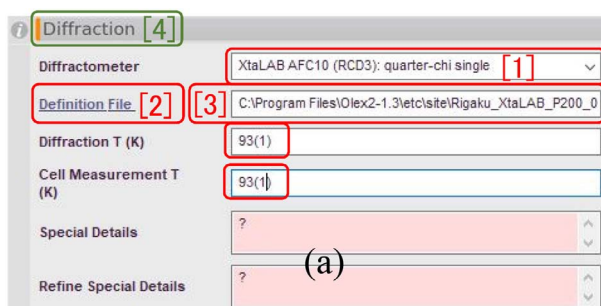 Diffraction [4]
Diffractometer XtaLAB AFC10 (RCD3): quarter-chi single [1]
Definition File [2] [3] C:\Program Files\Olex2-1.3\etc\site\Rigaku_XtaLAB_P200_0
Diffraction T (K) 93(1)
Cell Measurement T (K) 93(1)
Special Details ?
(a)
Refine Special Details ?